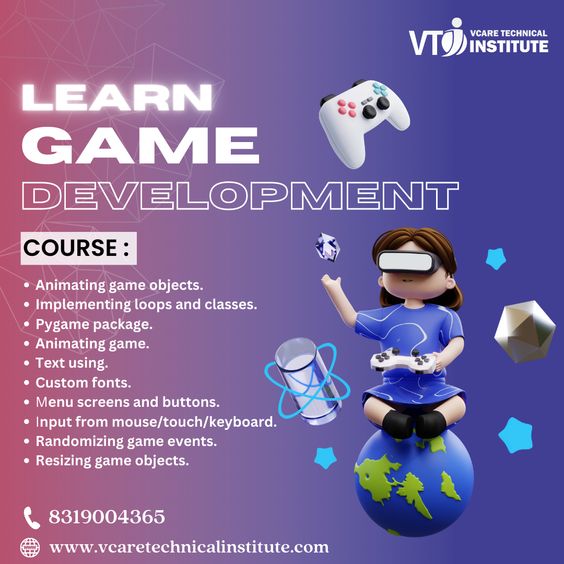 VTI VCARE TECHNICAL
INSTITUTE
LEARN
GAME
DEVELOPMENT
COURSE :
• Animating game objects.
• Implementing loops and classes.
• Pygame package.
• Animating game.
• Text using.
• Custom fonts.
• Menu screens and buttons.
• Input from mouse/touch/keyboard.
• Randomizing game events.
• Resizing game objects.
8319004365
www.vcaretechnicalinstitute.com